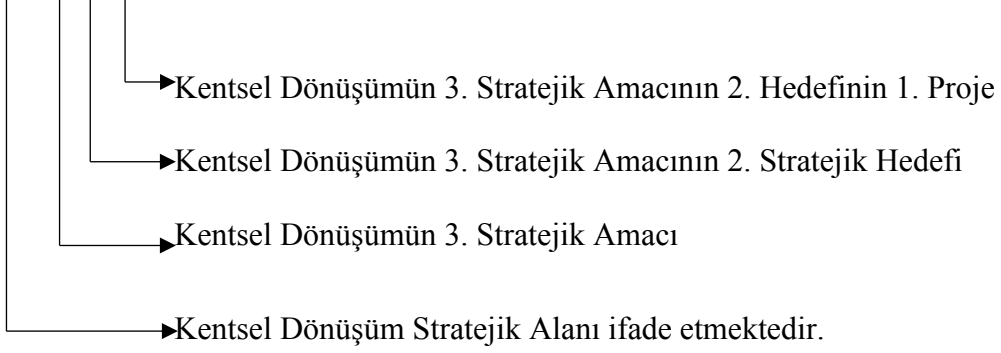 Kentsel Dönüşümün 3. Stratejik Amacının 2. Hedefinin 1. Proje
Kentsel Dönüşümün 3. Stratejik Amacının 2. Stratejik Hedefi
Kentsel Dönüşümün 3. Stratejik Amacı
Kentsel Dönüşüm Stratejik Alanı ifade etmektedir.